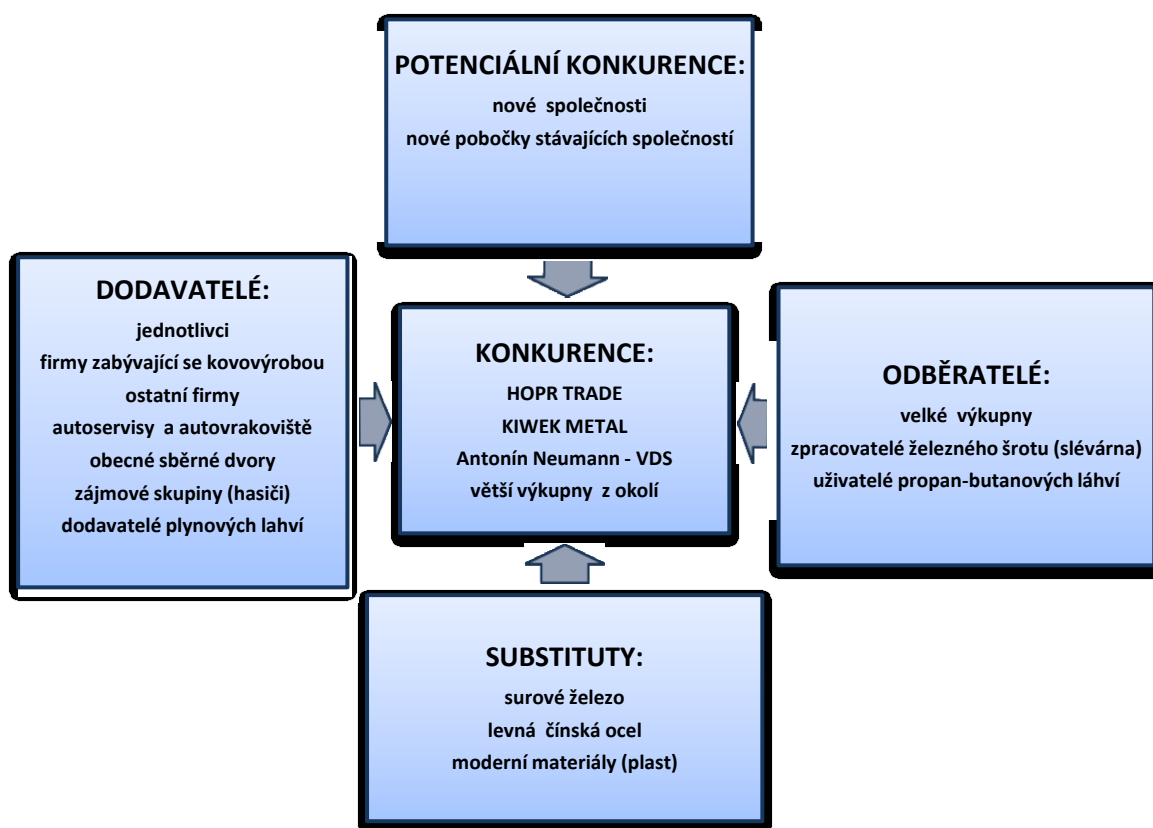 POTENCIÁLNÍ KONKURENCE:
nové společnosti
nové pobočky stávajících společností
DODAVATELÉ:
jednotlivci
firmy zabývající se kovovýrobou
ostatní firmy
autoservisy a autovrakoviště
obecné sběrné dvory
zájmové skupiny (hasiči)
dodavatelé plynových lahví
KONKURENCE:
HOPR TRADE
KIWEK METAL
Antonín Neumann - VDS
větší výkupny z okolí
ODBĚRATELÉ:
velké výkupny
zpracovatelé železného šrotu (slévárna)
uživatelé propan-butanových láhví
SUBSTITUTY:
surové železo
levná čínská ocel
moderní materiály (plast)